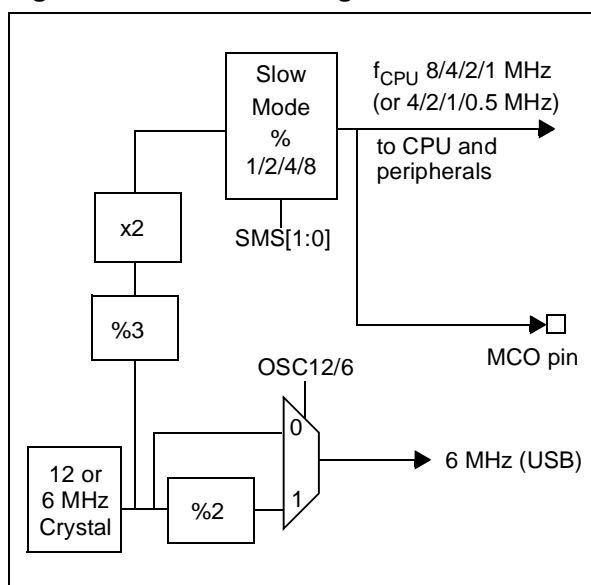 Slow
Mode
%
1/2/4/8
f_CPU 8/4/2/1 MHz
(or 4/2/1/0.5 MHz)
to CPU and
peripherals
SMS[1:0]
x2
%3
MCO pin
OSC12/6
0
1
12 or
6 MHz
Crystal
%2
6 MHz (USB)